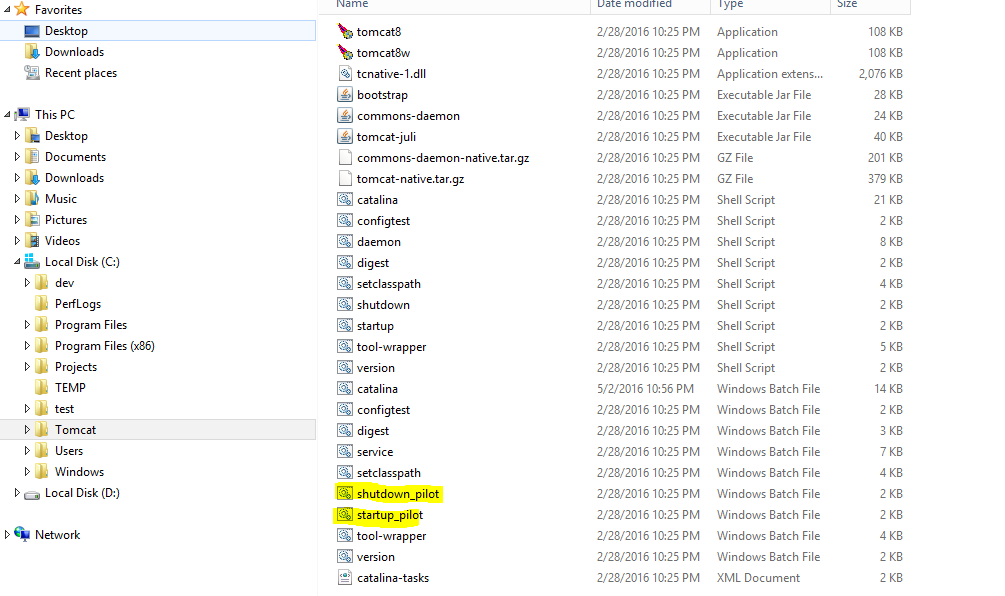 Favorites
Desktop
Downloads
Recent places
This PC
Desktop
Documents
Downloads
Music
Pictures
Videos
Local Disk (C:)
dev
PerfLogs
Program Files
Program Files (x86)
Projects
TEMP
test
Tomcat
Users
Windows
Local Disk (D:)
Network
Name Date modified Type Size
tomcat8 2/28/2016 10:25 PM Application 108 KB
tomcat8w 2/28/2016 10:25 PM Application 108 KB
tcnative-1.dll 2/28/2016 10:25 PM Application extens... 2,076 KB
bootstrap 2/28/2016 10:25 PM Executable Jar File 28 KB
commons-daemon 2/28/2016 10:25 PM Executable Jar File 24 KB
tomcat-juli 2/28/2016 10:25 PM Executable Jar File 40 KB
commons-daemon-native.tar.gz 2/28/2016 10:25 PM GZ File 201 KB
tomcat-native.tar.gz 2/28/2016 10:25 PM GZ File 379 KB
catalina 2/28/2016 10:25 PM Shell Script 21 KB
configtest 2/28/2016 10:25 PM Shell Script 2 KB
daemon 2/28/2016 10:25 PM Shell Script 8 KB
digest 2/28/2016 10:25 PM Shell Script 2 KB
setclasspath 2/28/2016 10:25 PM Shell Script 4 KB
shutdown 2/28/2016 10:25 PM Shell Script 2 KB
startup 2/28/2016 10:25 PM Shell Script 2 KB
tool-wrapper 2/28/2016 10:25 PM Shell Script 5 KB
version 2/28/2016 10:25 PM Shell Script 2 KB
catalina 5/2/2016 10:56 PM Windows Batch File 14 KB
configtest 2/28/2016 10:25 PM Windows Batch File 2 KB
digest 2/28/2016 10:25 PM Windows Batch File 3 KB
service 2/28/2016 10:25 PM Windows Batch File 7 KB
setclasspath 2/28/2016 10:25 PM Windows Batch File 4 KB
shutdown_pilot 2/28/2016 10:25 PM Windows Batch File 2 KB
startup_pilot 2/28/2016 10:25 PM Windows Batch File 2 KB
tool-wrapper 2/28/2016 10:25 PM Windows Batch File 4 KB
version 2/28/2016 10:25 PM Windows Batch File 2 KB
catalina-tasks 2/28/2016 10:25 PM XML Document 2 KB